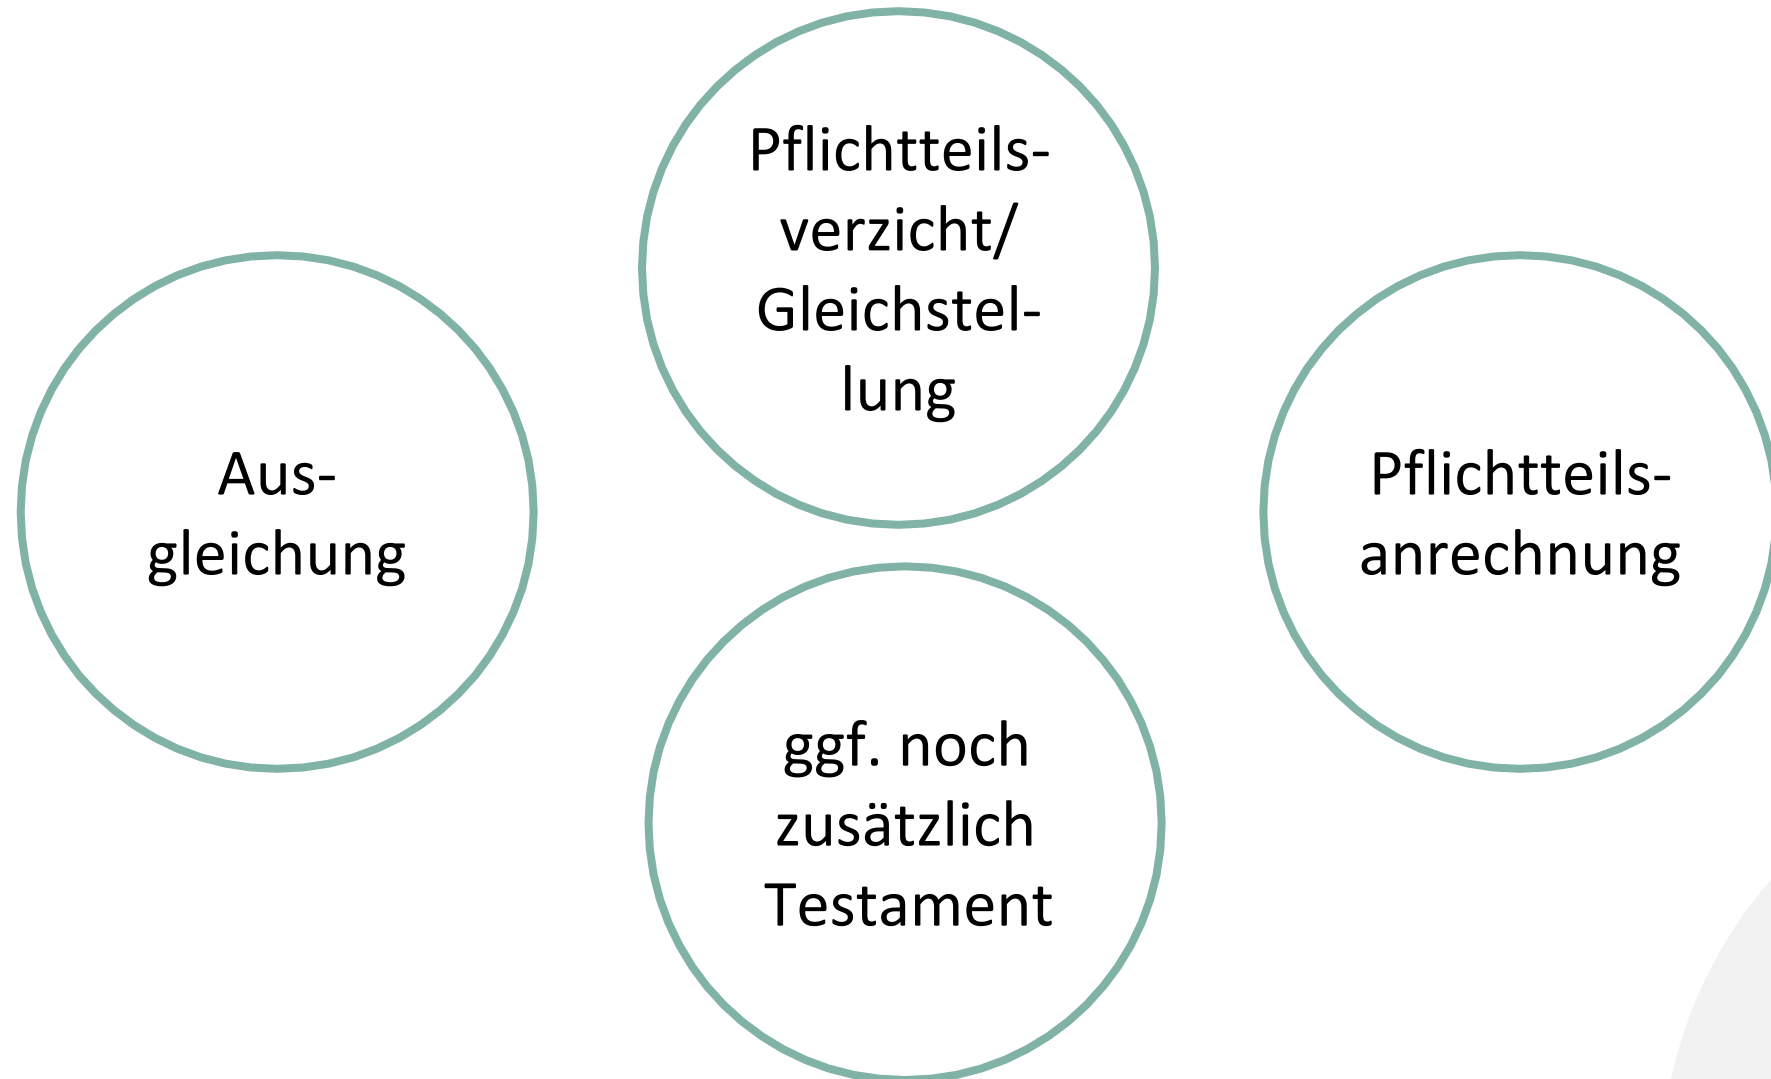 Pflichtteils-
verzicht/
Gleichstel-
lung
Aus-
gleichung
Pflichtteils-
anrechnung
ggf. noch
zusätzlich
Testament